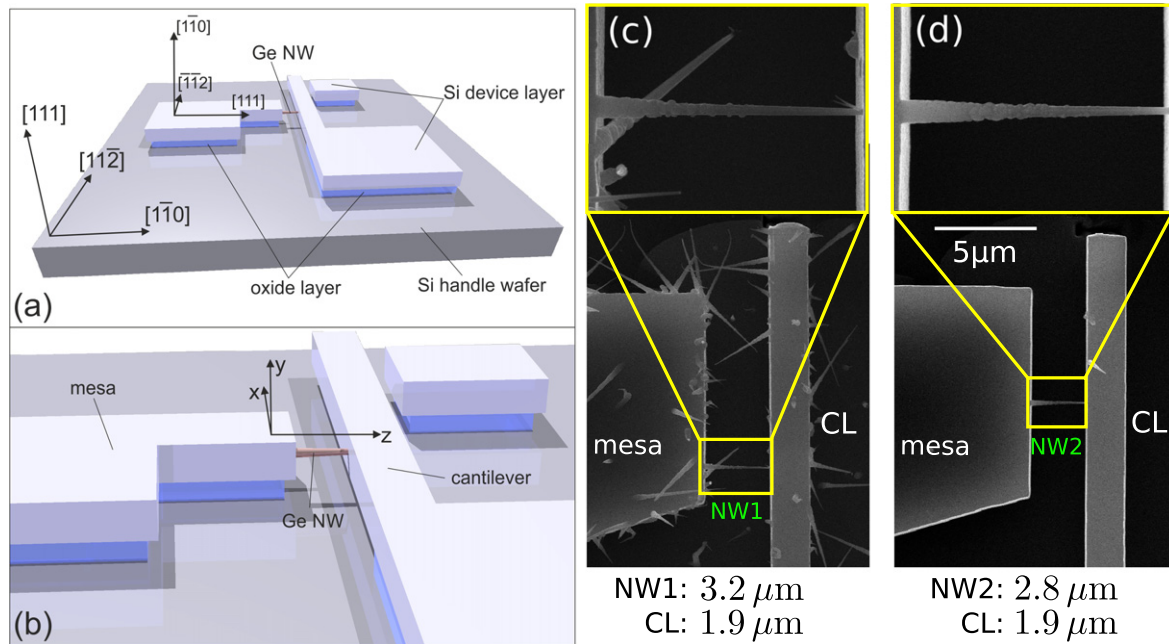 [1̄1̄0]
Ge NW
[1̄1̄2]
[111]
Si device layer
[111]
[112̄]
[11̄0]
oxide layer
Si handle wafer
(a)
mesa
y
x
z
cantilever
Ge NW
(b)
(c)
mesa
CL
NW1
NW1: 3.2 μm
CL: 1.9 μm
(d)
5μm
mesa
CL
NW2
NW2: 2.8 μm
CL: 1.9 μm